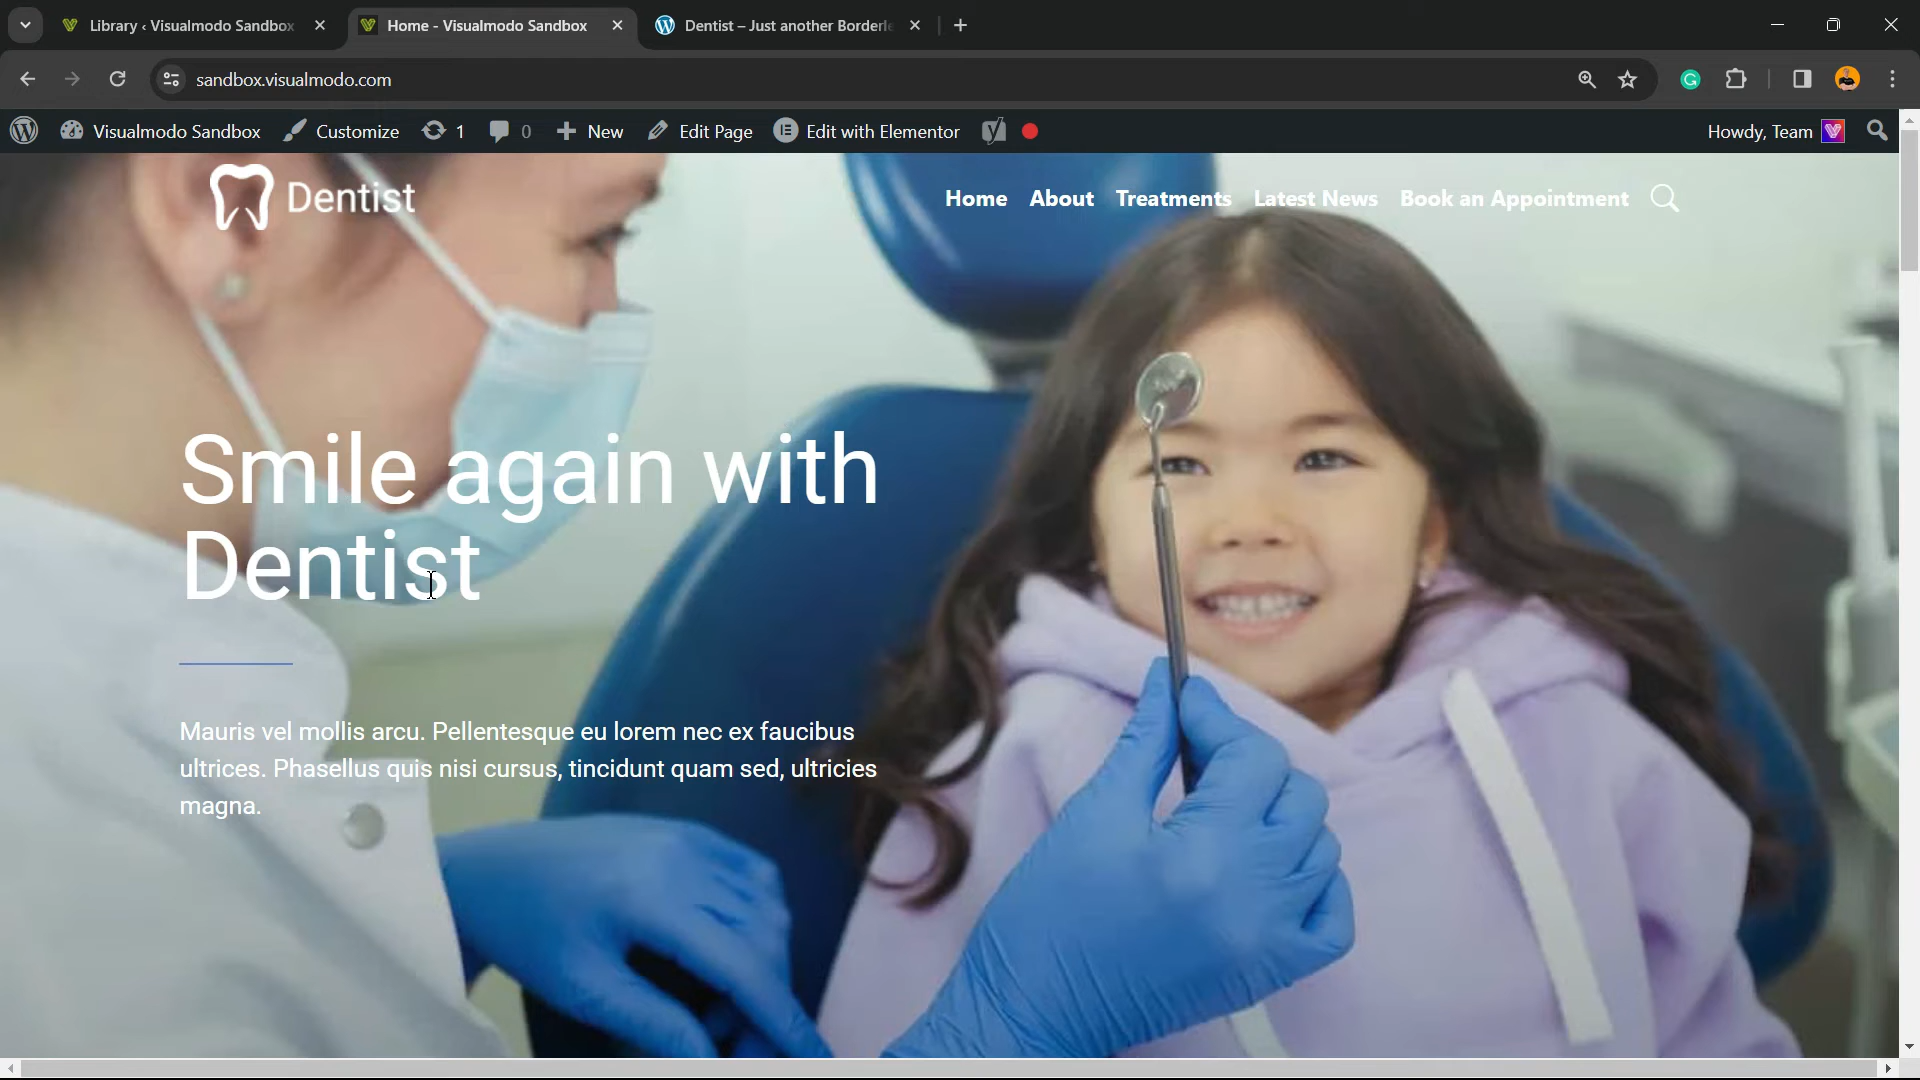 Library ‹ Visualmodo Sandbox
Home - Visualmodo Sandbox
Dentist – Just another Borderle
sandbox.visualmodo.com
Visualmodo Sandbox
Customize
1
0
New
Edit Page
Edit with Elementor
Howdy, Team
Dentist
Home
About
Treatments
Latest News
Book an Appointment
Smile again with
Dentist
Mauris vel mollis arcu. Pellentesque eu lorem nec ex faucibus
ultrices. Phasellus quis nisi cursus, tincidunt quam sed, ultricies
magna.